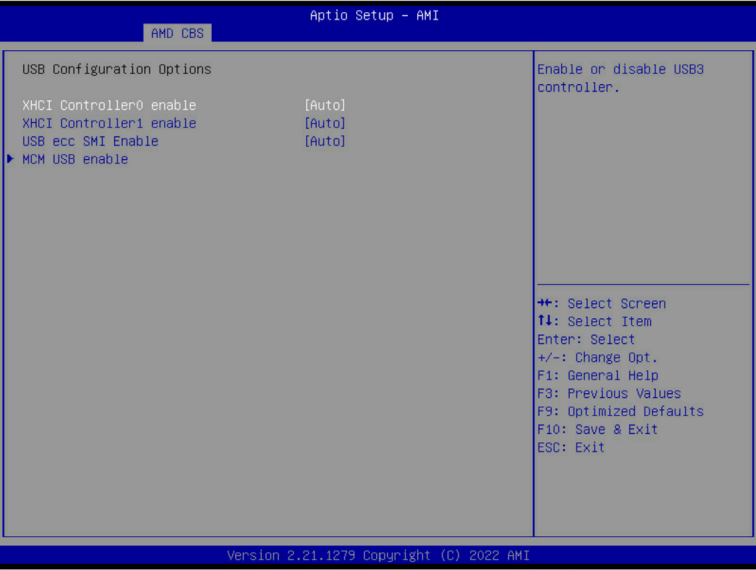 Aptio Setup – AMI
AMD CBS
USB Configuration Options
XHCI Controller0 enable [Auto]
XHCI Controller1 enable [Auto]
USB ecc SMI Enable [Auto]
MCM USB enable
Enable or disable USB3
controller.
→←: Select Screen
↑↓: Select Item
Enter: Select
+/-: Change Opt.
F1: General Help
F3: Previous Values
F9: Optimized Defaults
F10: Save & Exit
ESC: Exit
Version 2.21.1279 Copyright (C) 2022 AMI